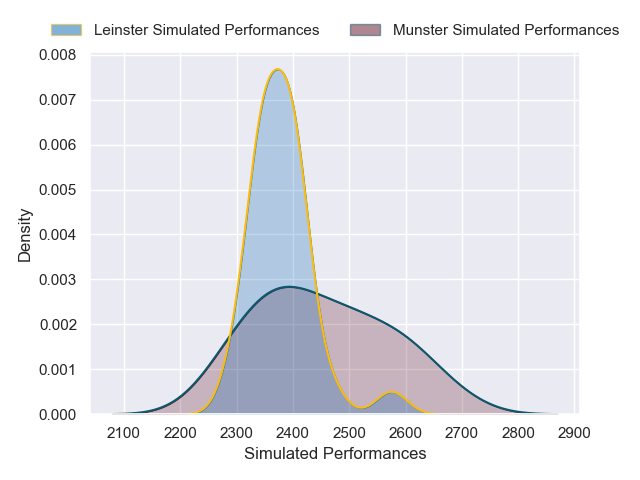 Leinster Simulated Performances
Munster Simulated Performances
0.008
0.007
0.006
0.005
0.004
0.003
0.002
0.001
0.000
Density
2100 2200 2300 2400 2500 2600 2700 2800 2900
Simulated Performances